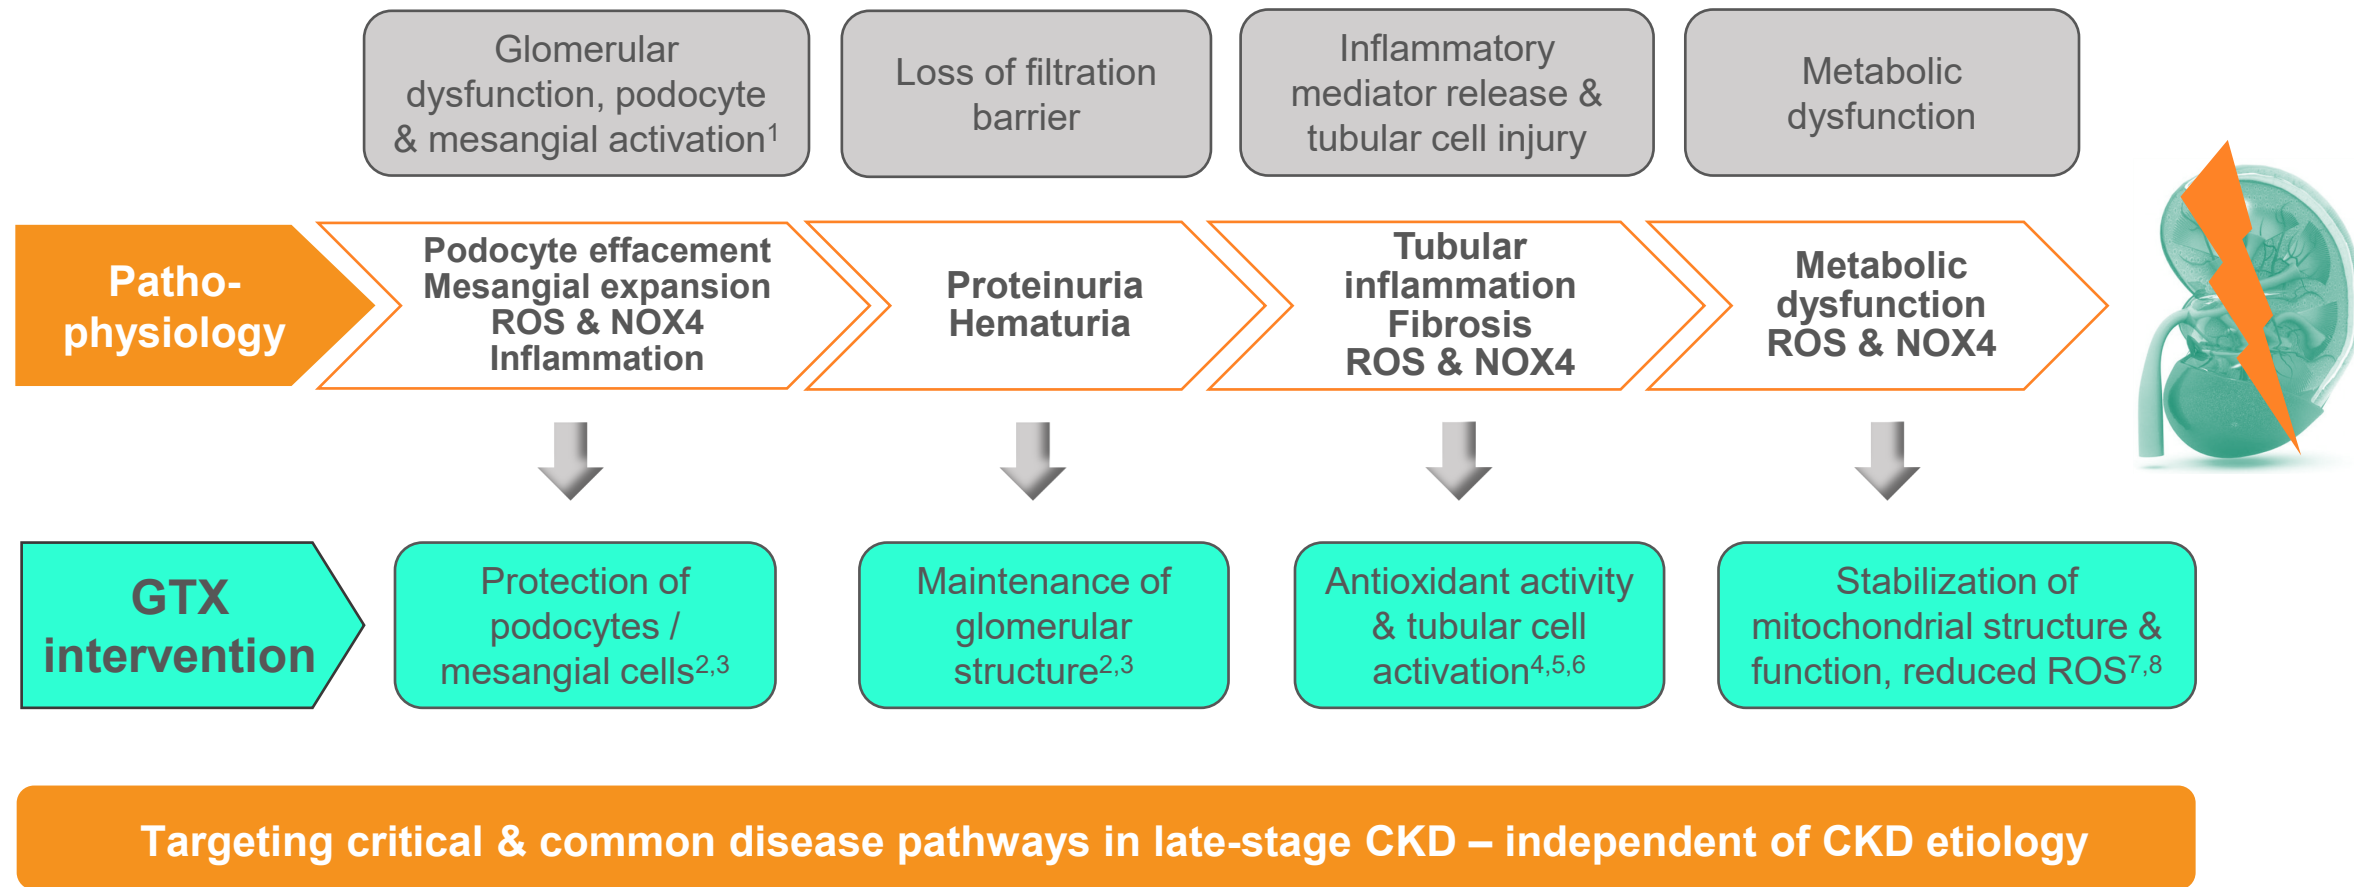 Glomerular
dysfunction, podocyte
& mesangial activation1
Loss of filtration
barrier
Inflammatory
mediator release &
tubular cell injury
Metabolic
dysfunction
Patho-
physiology
Podocyte effacement
Mesangial expansion
ROS & NOX4
Inflammation
Proteinuria
Hematuria
Tubular
inflammation
Fibrosis
ROS & NOX4
Metabolic
dysfunction
ROS & NOX4
GTX
intervention
Protection of
podocytes /
mesangial cells2,3
Maintenance of
glomerular
structure2,3
Antioxidant activity
& tubular cell
activation4,5,6
Stabilization of
mitochondrial structure &
function, reduced ROS7,8
Targeting critical & common disease pathways in late-stage CKD – independent of CKD etiology